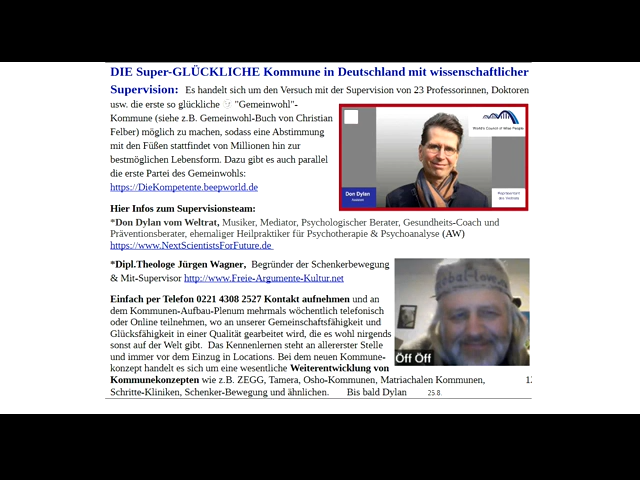 DIE Super-GLÜCKLICHE Kommune in Deutschland mit wissenschaftlicher
Supervision: Es handelt sich um den Versuch mit der Supervision von 23 Professorinnen, Doktoren
usw. die erste so glückliche "Gemeinwohl"-
Kommune (siehe z.B. Gemeinwohl-Buch von Christian
Felber) möglich zu machen, sodass eine Abstimmung
mit den Füßen stattfindet von Millionen hin zur
bestmöglichen Lebensform. Dazu gibt es auch parallel
die erste Partei des Gemeinwohls:
https://DieKompetente.beepworld.de
World's Council of Wise People
Don Dylan
Repräsentant
des Weltrats
Hier Infos zum Supervisionsteam:
*Don Dylan vom Weltrat, Musiker, Mediator, Psychologischer Berater, Gesundheits-Coach und
Präventionsberater, ehemaliger Heilpraktiker für Psychotherapie & Psychoanalyse (AW)
https://www.NextScientistsForFuture.de
*Dipl.Theologe Jürgen Wagner, Begründer der Schenkerbewegung
& Mit-Supervisor http://www.Freie-Argumente-Kultur.net
Einfach per Telefon 0221 4308 2527 Kontakt aufnehmen und an
dem Kommunen-Aufbau-Plenum mehrmals wöchentlich telefonisch
oder Online teilnehmen, wo an unserer Gemeinschaftsfähigkeit und
Glücksfähigkeit in einer Qualität gearbeitet wird, die es wohl nirgends
sonst auf der Welt gibt. Das Kennenlernen steht an allererster Stelle
und immer vor dem Einzug in Locations. Bei dem neuen Kommune-
konzept handelt es sich um eine wesentliche Weiterentwicklung von
Kommunekonzepten wie z.B. ZEGG, Tamera, Osho-Kommunen, Matriachalen Kommunen,
Schritte-Kliniken, Schenker-Bewegung und ähnlichen. Bis bald Dylan 25.8.
Öff Öff